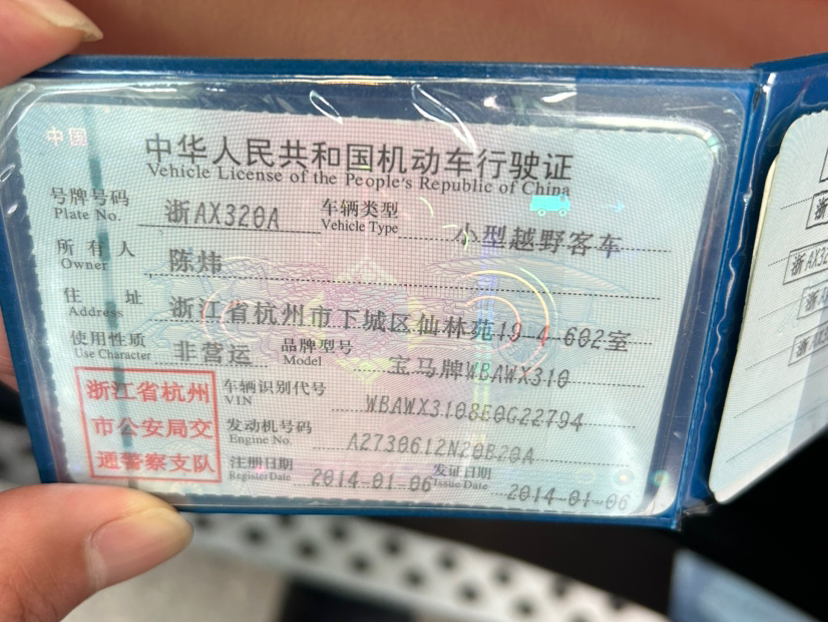 中国
中华人民共和国机动车行驶证
Vehicle License of the People's Republic of China
号牌号码 浙AX320A 车辆类型 小型越野客车
Plate No. Vehicle Type
所有人 陈炜
Owner
住址 浙江省杭州市下城区仙林苑19-4-602室
Address
使用性质 非营运 品牌型号 宝马牌WBAWX310
Use Character Model
浙江省杭州
市公安局交
通警察支队
车辆识别代号 WBAWX3108E0G22794
VIN
发动机号码 A2730612N20B20A
Engine No.
注册日期 2014-01-06 发证日期 2014-01-06
Register Date Issue Date
浙AX32